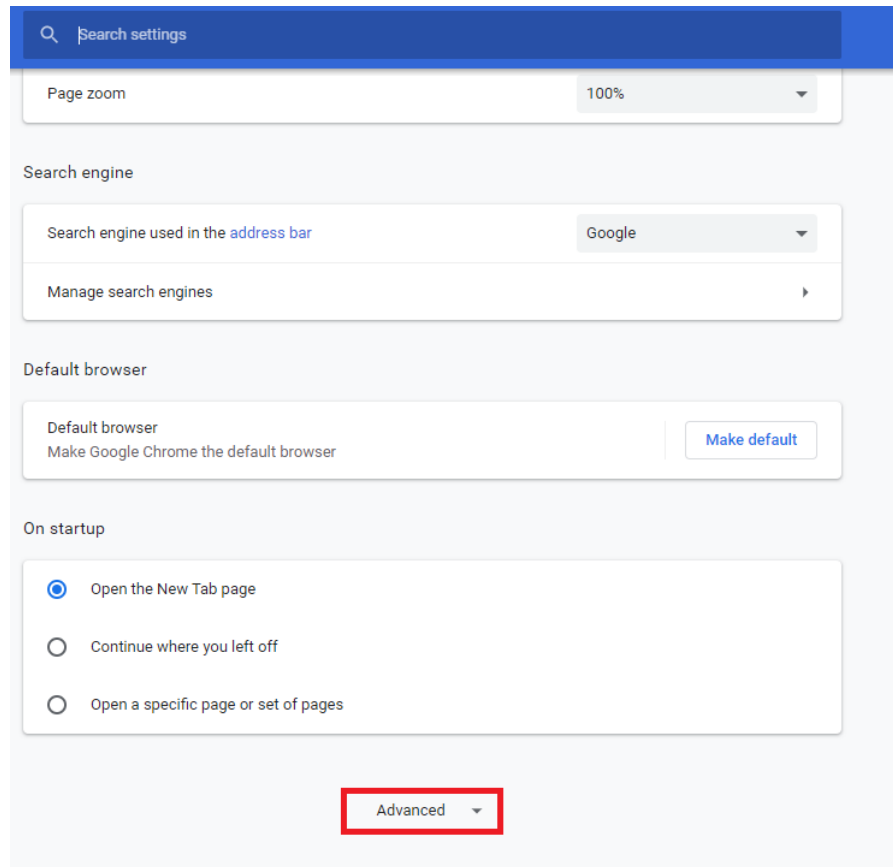 Search settings
Page zoom 100%
Search engine
Search engine used in the address bar Google
Manage search engines
Default browser
Default browser
Make Google Chrome the default browser
Make default
On startup
Open the New Tab page
Continue where you left off
Open a specific page or set of pages
Advanced